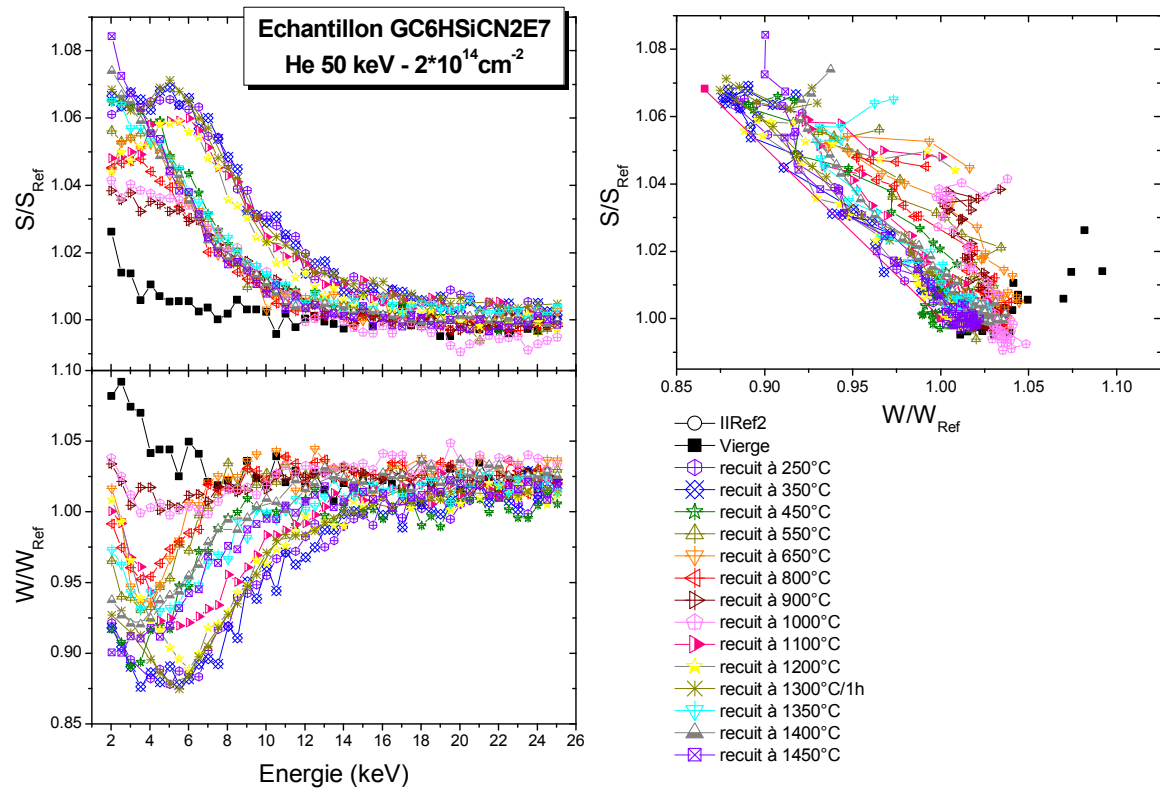 Echantillon GC6HSiCN2E7
He 50 keV - 2*10^14cm^-2
S/S_Ref
1.08
1.06
1.04
1.02
1.00
W/W_Ref
1.10
1.05
1.00
0.95
0.90
0.85
2 4 6 8 10 12 14 16 18 20 22 24 26
Energie (keV)
S/S_Ref
1.08
1.06
1.04
1.02
1.00
0.85 0.90 0.95 1.00 1.05 1.10
W/W_Ref
IIRef2
Vierge
recuit à 250°C
recuit à 350°C
recuit à 450°C
recuit à 550°C
recuit à 650°C
recuit à 800°C
recuit à 900°C
recuit à 1000°C
recuit à 1100°C
recuit à 1200°C
recuit à 1300°C/1h
recuit à 1350°C
recuit à 1400°C
recuit à 1450°C